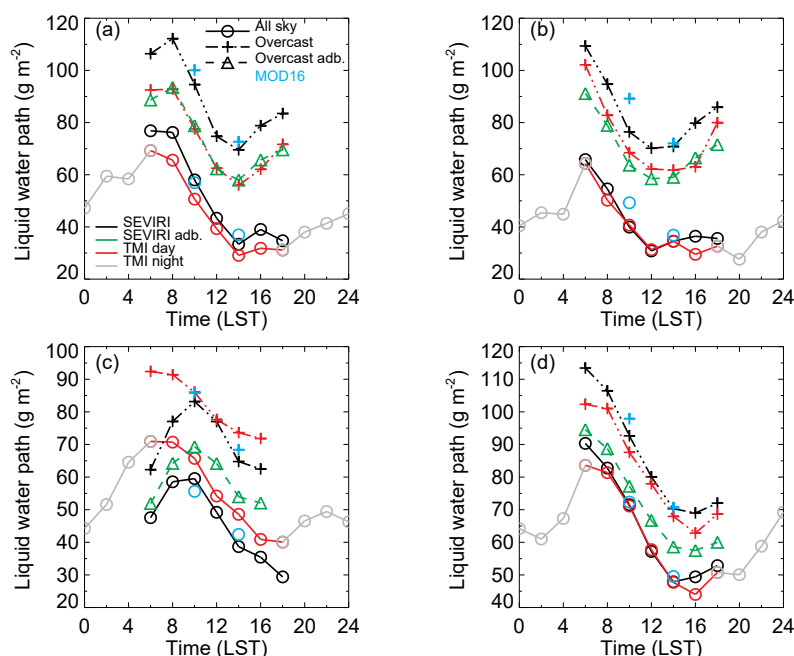 (a)
120
100
80
60
40
20
Liquid water path (g m-2)
0 4 8 12 16 20 24
Time (LST)
All sky
Overcast
Overcast adb.
MOD16
SEVIRI
SEVIRI adb.
TMI day
TMI night
(b)
120
100
80
60
40
20
Liquid water path (g m-2)
0 4 8 12 16 20 24
Time (LST)
(c)
100
90
80
70
60
50
40
30
20
Liquid water path (g m-2)
0 4 8 12 16 20 24
Time (LST)
(d)
120
110
100
90
80
70
60
50
40
Liquid water path (g m-2)
0 4 8 12 16 20 24
Time (LST)